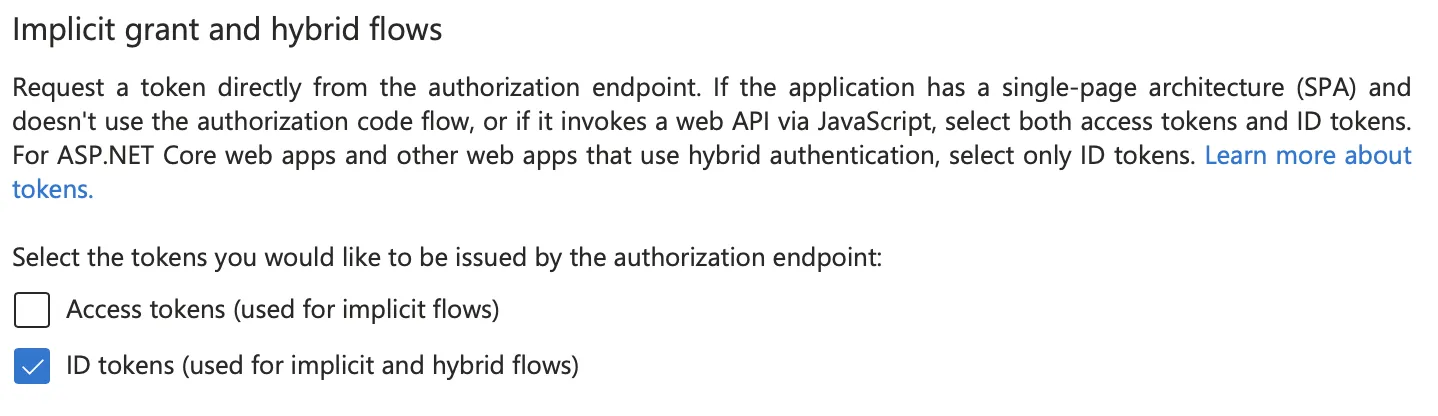 Implicit grant and hybrid flows
Request a token directly from the authorization endpoint. If the application has a single-page architecture (SPA) and
doesn't use the authorization code flow, or if it invokes a web API via JavaScript, select both access tokens and ID tokens.
For ASP.NET Core web apps and other web apps that use hybrid authentication, select only ID tokens. Learn more about
tokens.
Select the tokens you would like to be issued by the authorization endpoint:
Access tokens (used for implicit flows)
ID tokens (used for implicit and hybrid flows)